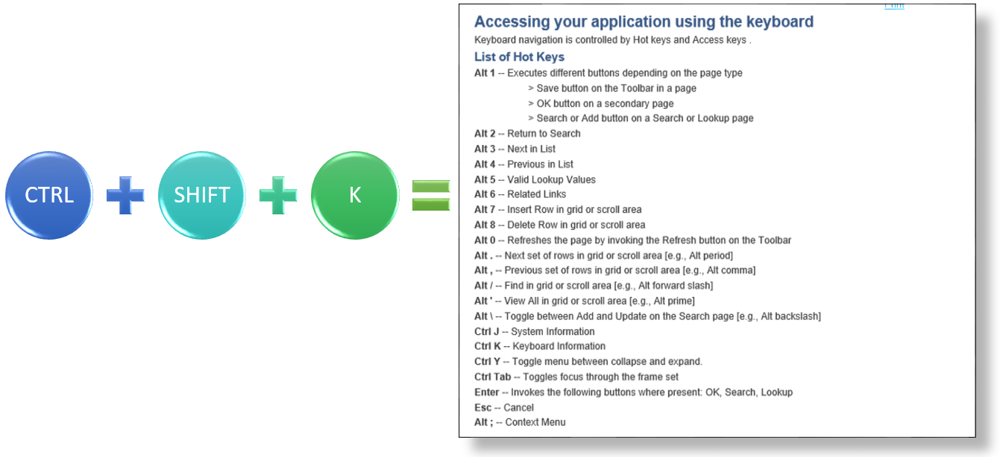 CTRL + SHIFT + K =
Print
Accessing your application using the keyboard
Keyboard navigation is controlled by Hot keys and Access keys .
List of Hot Keys
Alt 1 -- Executes different buttons depending on the page type
> Save button on the Toolbar in a page
> OK button on a secondary page
> Search or Add button on a Search or Lookup page
Alt 2 -- Return to Search
Alt 3 -- Next in List
Alt 4 -- Previous in List
Alt 5 -- Valid Lookup Values
Alt 6 -- Related Links
Alt 7 -- Insert Row in grid or scroll area
Alt 8 -- Delete Row in grid or scroll area
Alt 0 -- Refreshes the page by invoking the Refresh button on the Toolbar
Alt . -- Next set of rows in grid or scroll area [e.g., Alt period]
Alt , -- Previous set of rows in grid or scroll area [e.g., Alt comma]
Alt / -- Find in grid or scroll area [e.g., Alt forward slash]
Alt ' -- View All in grid or scroll area [e.g., Alt prime]
Alt \ -- Toggle between Add and Update on the Search page [e.g., Alt backslash]
Ctrl J -- System Information
Ctrl K -- Keyboard Information
Ctrl Y -- Toggle menu between collapse and expand.
Ctrl Tab -- Toggles focus through the frame set
Enter -- Invokes the following buttons where present: OK, Search, Lookup
Esc -- Cancel
Alt ; -- Context Menu